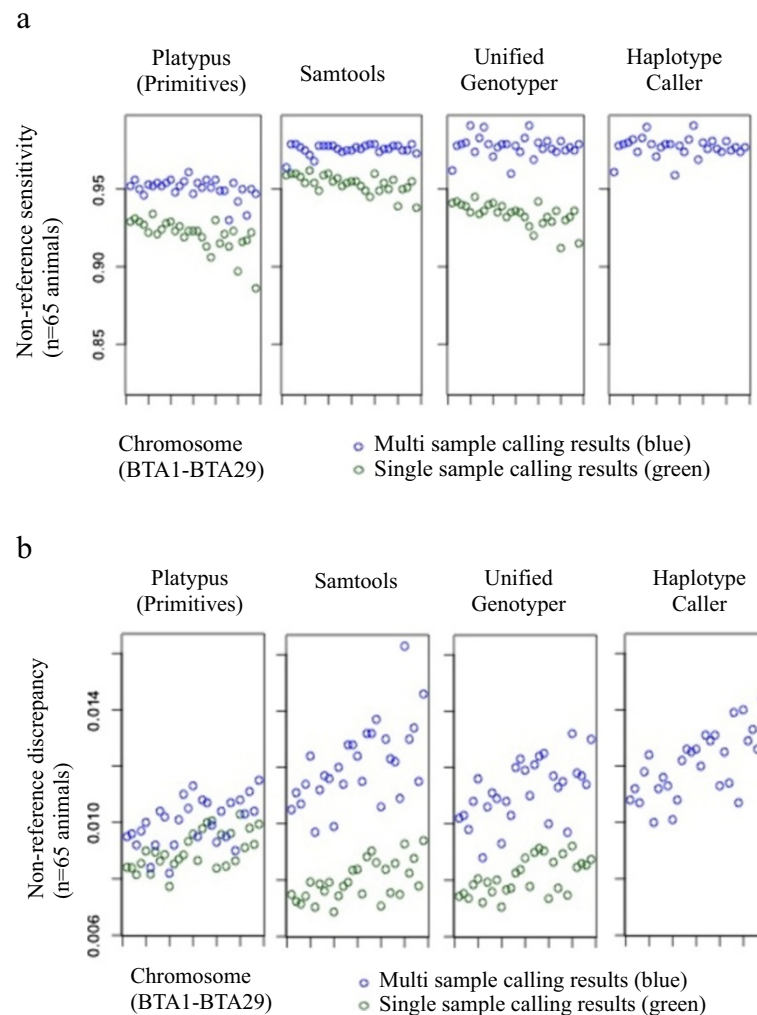 a
Platypus
(Primitives)
Samtools
Unified
Genotyper
Haplotype
Caller
Non-reference sensitivity
(n=65 animals)
0.95
0.90
0.85
Chromosome
(BTA1-BTA29)
Multi sample calling results (blue)
Single sample calling results (green)
b
Platypus
(Primitives)
Samtools
Unified
Genotyper
Haplotype
Caller
Non-reference discrepancy
(n=65 animals)
0.014
0.010
0.006
Chromosome
(BTA1-BTA29)
Multi sample calling results (blue)
Single sample calling results (green)